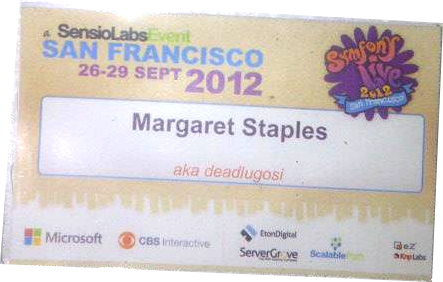 a SensioLabsEvent
SAN FRANCISCO
26-29 SEPT 2012
Symfony
live
2012
san francisco
Margaret Staples
aka deadlugosi
Microsoft
CBS Interactive
EtonDigital
ServerGrove
Scalable
eZ
KnpLabs